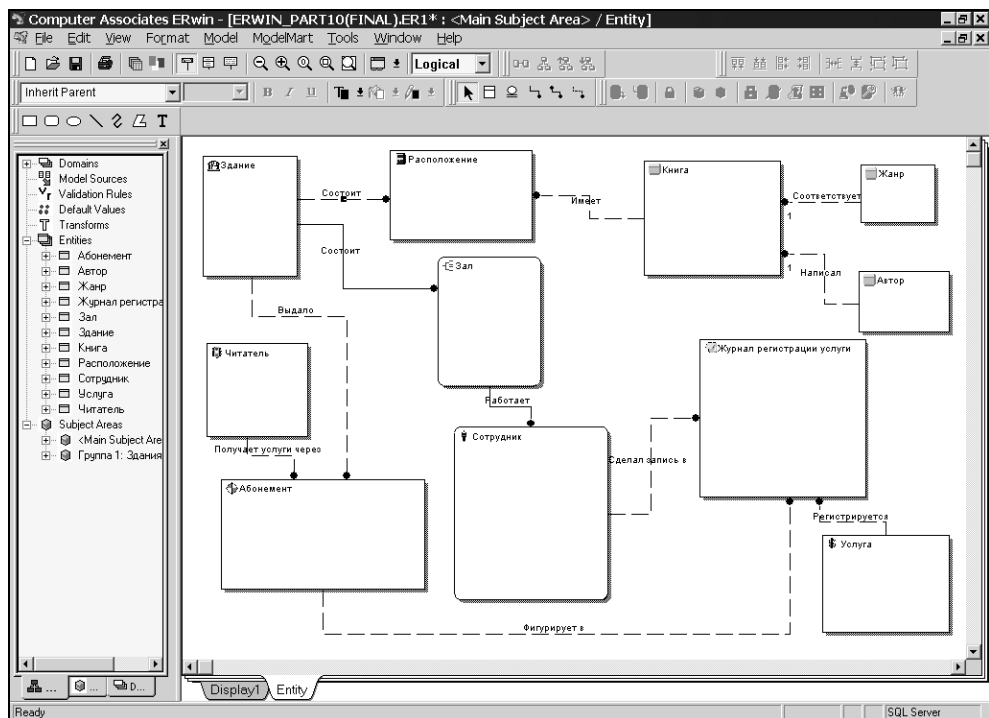 Computer Associates ERwin - [ERWIN_PART10(FINAL).ER1* : <Main Subject Area> / Entity]
File Edit View Format Model ModelMart Tools Window Help
Logical
Inherit Parent
B I U T
T
Domains
Model Sources
Validation Rules
Default Values
Transforms
Entities
Абонемент
Автор
Жанр
Журнал регистра
Зал
Здание
Книга
Расположение
Сотрудник
Услуга
Читатель
Subject Areas
<Main Subject Are
Группа 1: Здания
Здание
Состоит
Расположение
Имеет
Книга
Соответствует
1
Жанр
Состоит
Зал
1
Написал
Автор
Выдало
Читатель
Журнал регистрации услуги
Работает
Получает услуги через
Сотрудник
Сделал запись в
Абонемент
Регистрируется
Услуга
Фигурирует в
... ... D...
Display1 Entity
Ready
SQL Server